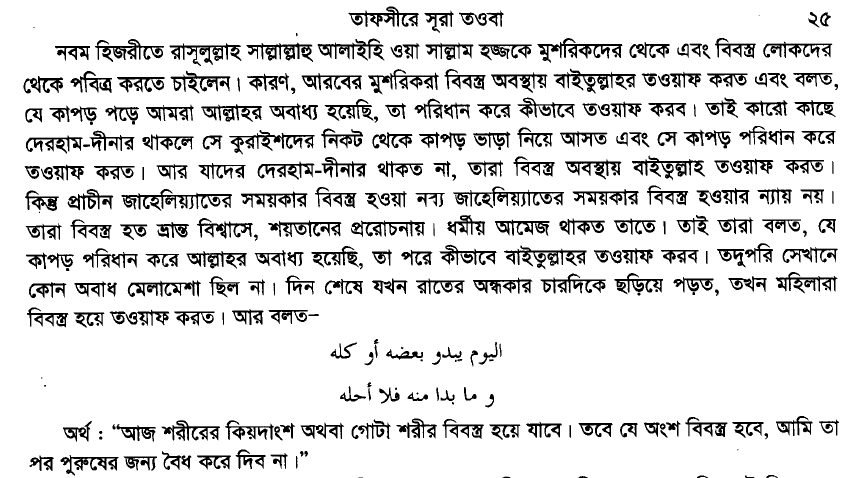 তাফসীরে সূরা তওবা ২৫
নবম হিজরীতে রাসূলুল্লাহ সাল্লাল্লাহু আলাইহি ওয়া সাল্লাম হজ্জকে মুশরিকদের থেকে এবং বিবস্ত্র লোকদের
থেকে পবিত্র করতে চাইলেন। কারণ, আরবের মুশরিকরা বিবস্ত্র অবস্থায় বাইতুল্লাহর তওয়াফ করত এবং বলত,
যে কাপড় পড়ে আমরা আল্লাহর অবাধ্য হয়েছি, তা পরিধান করে কীভাবে তওয়াফ করব। তাই কারো কাছে
দেরহাম-দীনার থাকলে সে কুরাইশদের নিকট থেকে কাপড় ভাড়া নিয়ে আসত এবং সে কাপড় পরিধান করে
তওয়াফ করত। আর যাদের দেরহাম-দীনার থাকত না, তারা বিবস্ত্র অবস্থায় বাইতুল্লাহ তওয়াফ করত।
কিন্তু প্রাচীন জাহেলিয়্যাতের সময়কার বিবস্ত্র হওয়া নব্য জাহেলিয়্যাতের সময়কার বিবস্ত্র হওয়ার ন্যায় নয়।
তারা বিবস্ত্র হত ভ্রান্ত বিশ্বাসে, শয়তানের প্ররোচনায়। ধর্মীয় আমেজ থাকত তাতে। তাই তারা বলত, যে
কাপড় পরিধান করে আল্লাহর অবাধ্য হয়েছি, তা পরে কীভাবে বাইতুল্লাহর তওয়াফ করব। তদুপরি সেখানে
কোন অবাধ মেলামেশা ছিল না। দিন শেষে যখন রাতের অন্ধকার চারদিকে ছড়িয়ে পড়ত, তখন মহিলারা
বিবস্ত্র হয়ে তওয়াফ করত। আর বলত–
اليوم يبدو بعضه أو كله
و ما بدا منه فلا أحله
অর্থ : “আজ শরীরের কিয়দাংশ অথবা গোটা শরীর বিবস্ত্র হয়ে যাবে। তবে যে অংশ বিবস্ত্র হবে, আমি তা
পর পুরুষের জন্য বৈধ করে দিব না।”